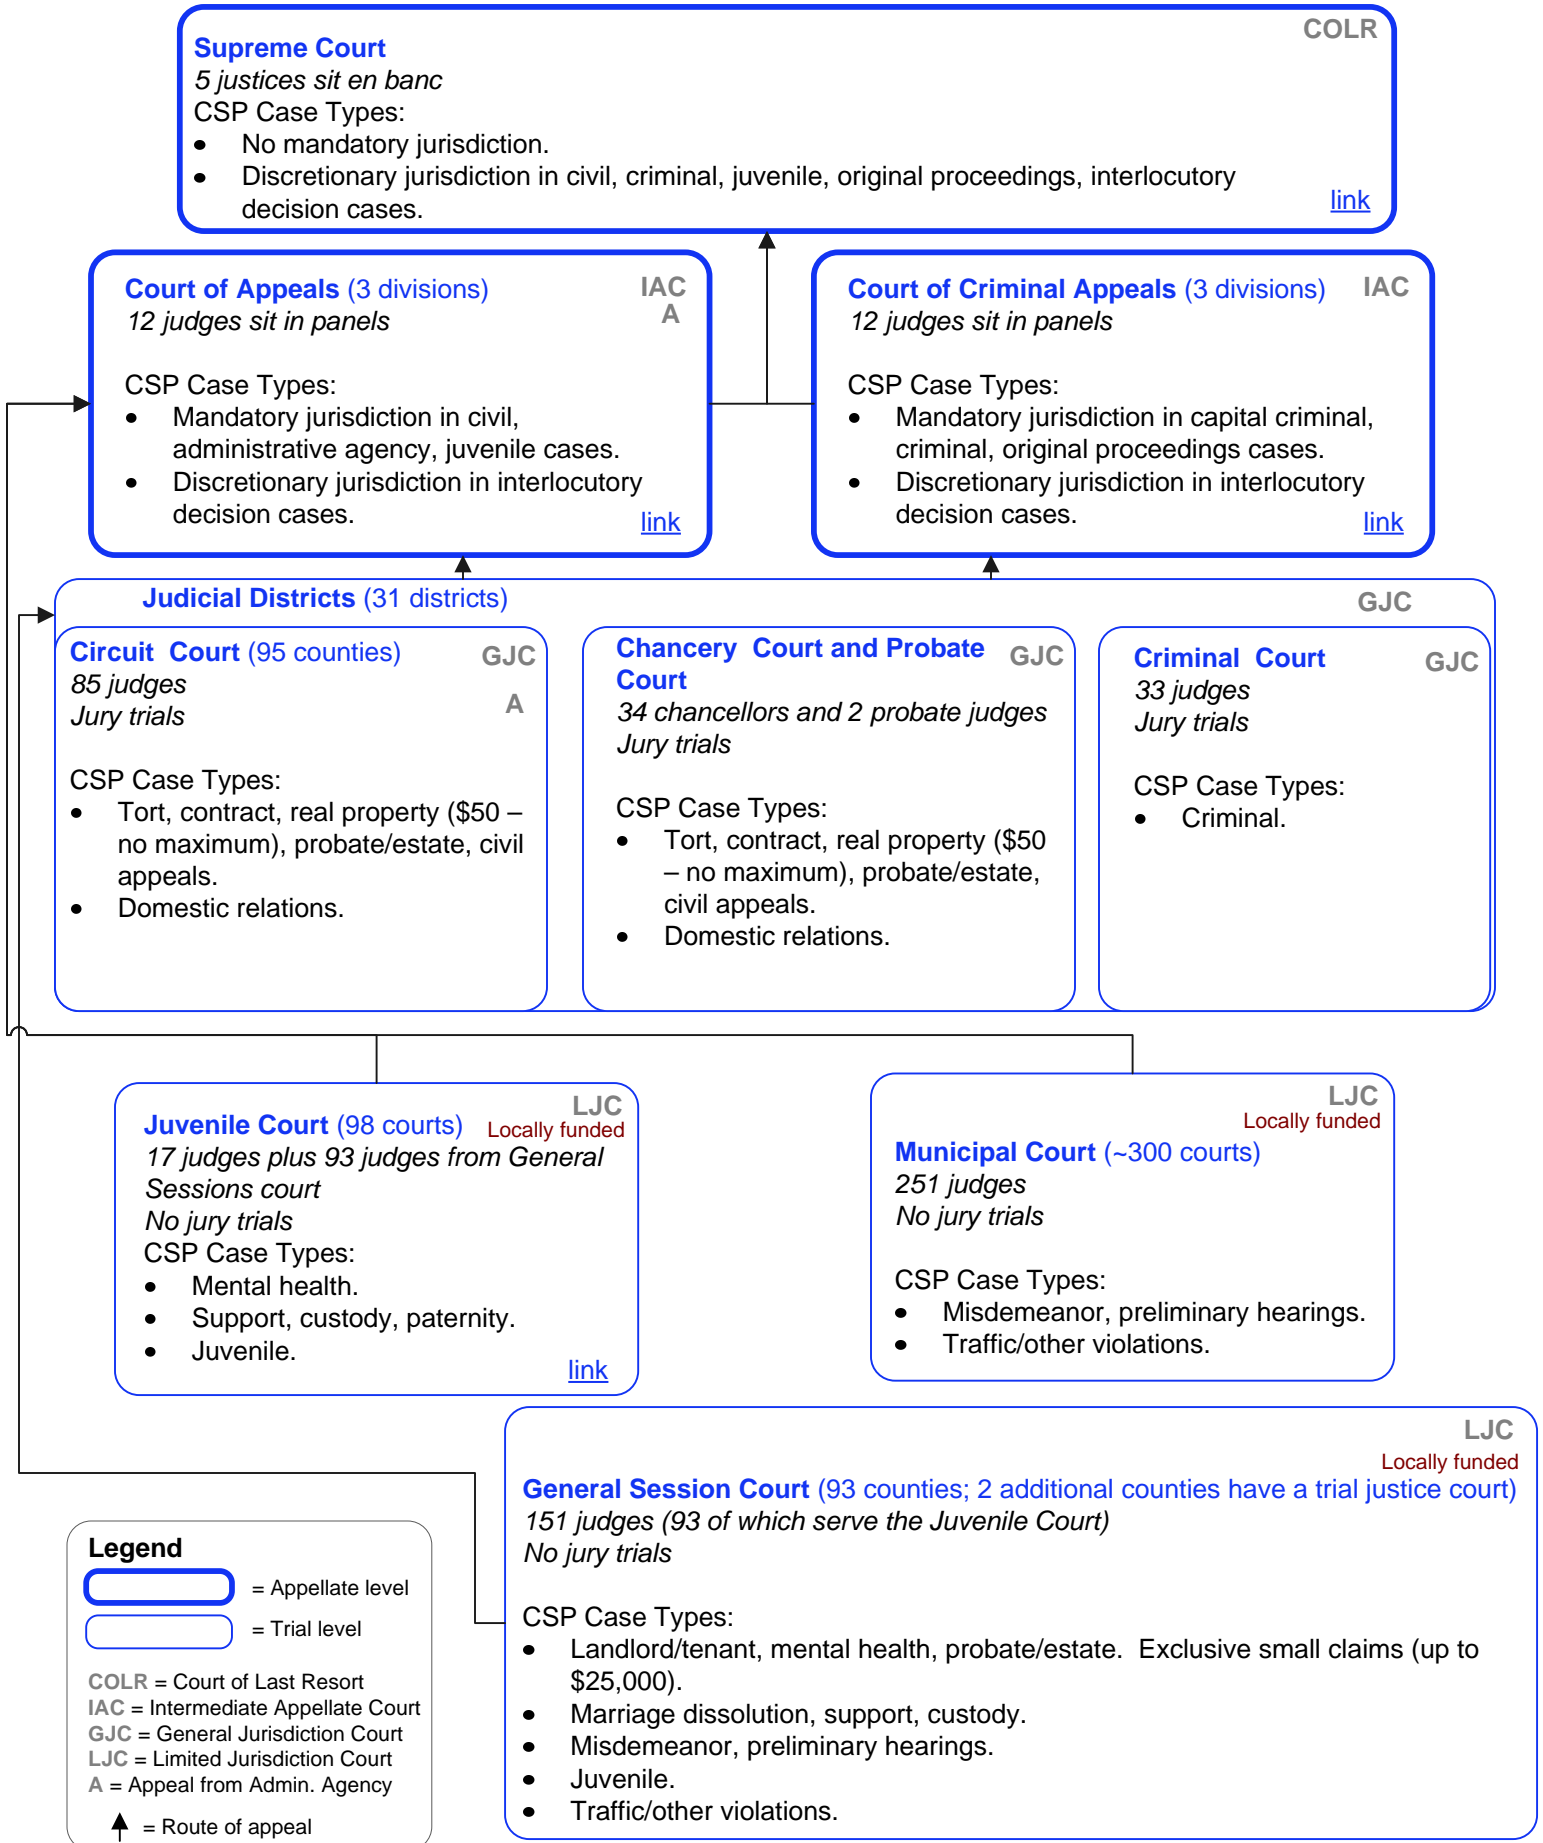 COLR
Supreme Court
5 justices sit en banc
CSP Case Types:
• No mandatory jurisdiction.
• Discretionary jurisdiction in civil, criminal, juvenile, original proceedings, interlocutory
decision cases.
link
Court of Appeals (3 divisions)
IAC
A
12 judges sit in panels
CSP Case Types:
• Mandatory jurisdiction in civil,
administrative agency, juvenile cases.
• Discretionary jurisdiction in interlocutory
decision cases.
link
Court of Criminal Appeals (3 divisions)
IAC
12 judges sit in panels
CSP Case Types:
• Mandatory jurisdiction in capital criminal,
criminal, original proceedings cases.
• Discretionary jurisdiction in interlocutory
decision cases.
link
Judicial Districts (31 districts)
GJC
Circuit Court (95 counties)
GJC
85 judges
A
Jury trials
CSP Case Types:
• Tort, contract, real property ($50 –
no maximum), probate/estate, civil
appeals.
• Domestic relations.
Chancery Court and Probate
Court
GJC
34 chancellors and 2 probate judges
Jury trials
CSP Case Types:
• Tort, contract, real property ($50
– no maximum), probate/estate,
civil appeals.
• Domestic relations.
Criminal Court
GJC
33 judges
Jury trials
CSP Case Types:
• Criminal.
LJC
Juvenile Court (98 courts)
Locally funded
17 judges plus 93 judges from General
Sessions court
No jury trials
CSP Case Types:
• Mental health.
• Support, custody, paternity.
• Juvenile.
link
LJC
Locally funded
Municipal Court (~300 courts)
251 judges
No jury trials
CSP Case Types:
• Misdemeanor, preliminary hearings.
• Traffic/other violations.
LJC
Locally funded
General Session Court (93 counties; 2 additional counties have a trial justice court)
151 judges (93 of which serve the Juvenile Court)
No jury trials
CSP Case Types:
• Landlord/tenant, mental health, probate/estate. Exclusive small claims (up to
$25,000).
• Marriage dissolution, support, custody.
• Misdemeanor, preliminary hearings.
• Juvenile.
• Traffic/other violations.
Legend
= Appellate level
= Trial level
COLR = Court of Last Resort
IAC = Intermediate Appellate Court
GJC = General Jurisdiction Court
LJC = Limited Jurisdiction Court
A = Appeal from Admin. Agency
= Route of appeal